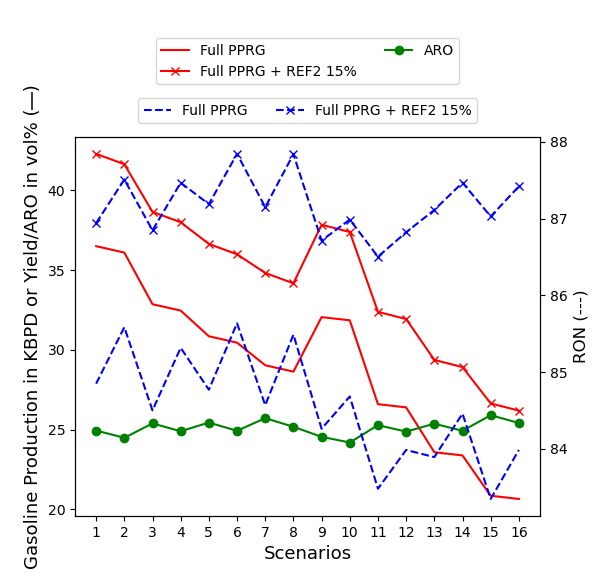 Full PPRG
Full PPRG + REF2 15%
ARO
Full PPRG
Full PPRG + REF2 15%
Gasoline Production in KBPD or Yield/ARO in vol% (—)
40
35
30
25
20
88
87
86
85
84
RON (---)
1 2 3 4 5 6 7 8 9 10 11 12 13 14 15 16
Scenarios